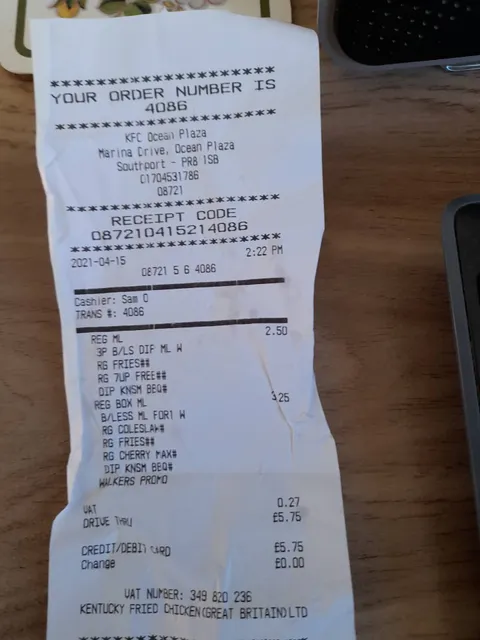 ************************
YOUR ORDER NUMBER IS
4086
************************
KFC Ocean Plaza
Marina Drive, Ocean Plaza
Southport - PR8 1SB
01704531786
08721
************************
RECEIPT CODE
087210415214086
************************
2021-04-15 2:22 PM
08721 5 6 4086
Cashier: Sam O
TRANS #: 4086
REG ML 2.50
3P B/LS DIF ML W
RG FRIES##
RG 7UP FREE##
DIP KNSM BBQ#
REG BOX ML 3.25
B/LESS ML FOR1 W
RG COLESLA##
RG FRIES##
RG CHERRY MAX#
DIP KNSM BBQ#
WALKERS PROMO
VAT 0.27
DRIVE THRU £5.75
CREDIT/DEBIT CARD £5.75
Change £0.00
VAT NUMBER: 349 820 236
KENTUCKY FRIED CHICKEN(GREAT BRITAIN)LTD
************************